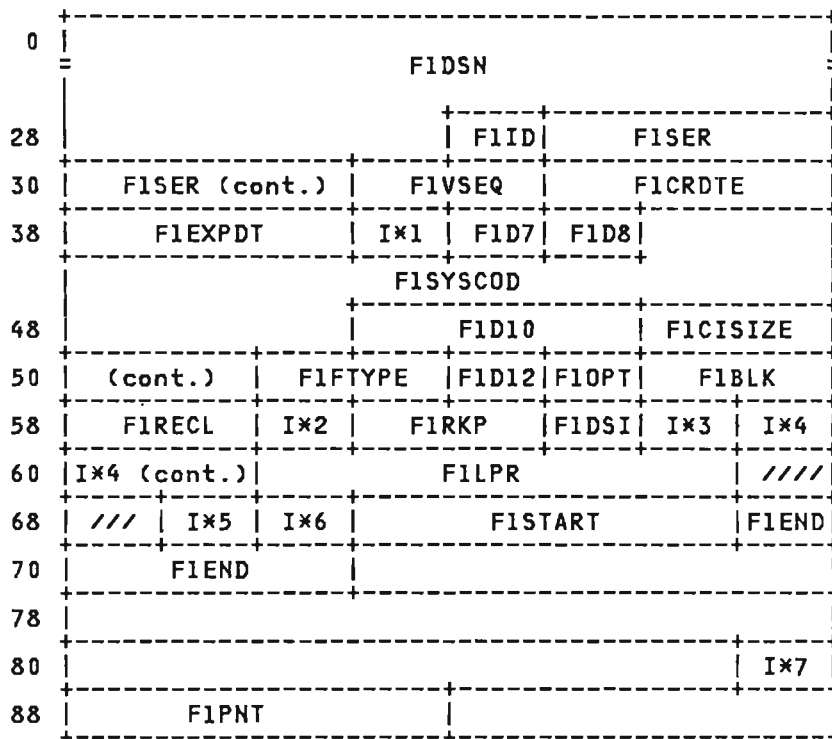 0
= F1DSN =
28 | | F1ID| F1SER
30 | F1SER (cont.) | F1VSEQ | F1CRDTE
38 | F1EXPDT | I*1 | F1D7| F1D8|
F1SYSCOD
48 | | F1D10 | F1CISIZE
50 | (cont.) | F1FTYPE |F1D12|F1OPT| F1BLK
58 | F1RECL | I*2 | F1RKP |F1DSI| I*3 | I*4
60 |I*4 (cont.)| F1LPR | ////
68 | /// | I*5 | I*6 | F1START |F1END
70 | F1END |
78
80 | | I*7
88 | F1PNT |